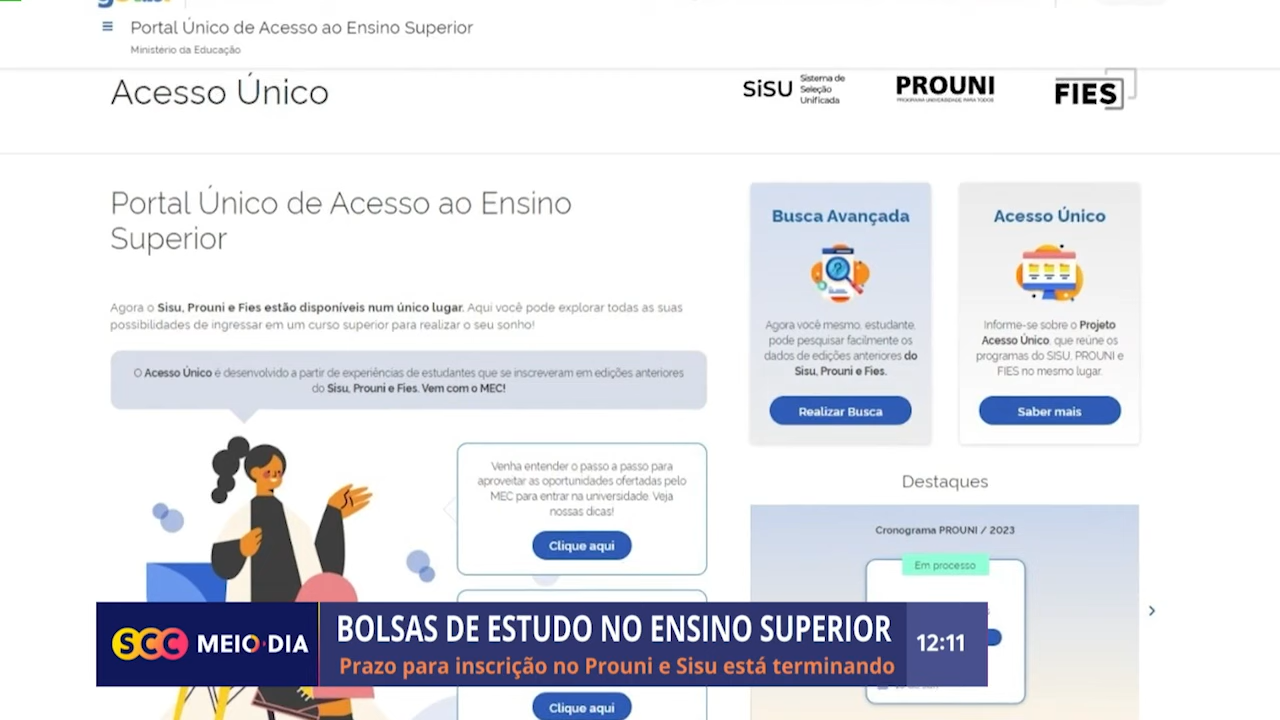 Portal Único de Acesso ao Ensino Superior
Ministério da Educação
Acesso Único
SiSU
Sistema de
Seleção
Unificada
PROUNI
PROGRAMA UNIVERSIDADE PARA TODOS
FIES
Portal Único de Acesso ao Ensino
Superior
Agora o Sisu, Prouni e Fies estão disponíveis num único lugar. Aqui você pode explorar todas as suas
possibilidades de ingressar em um curso superior para realizar o seu sonho!
O Acesso Único é desenvolvido a partir de experiências de estudantes que se inscreveram em edições anteriores
do Sisu, Prouni e Fies. Vem com o MEC!
Venha entender o passo a passo para
aproveitar as oportunidades ofertadas pelo
MEC para entrar na universidade. Veja
nossas dicas!
Clique aqui
Clique aqui
Busca Avançada
Agora você mesmo, estudante,
pode pesquisar facilmente os
dados de edições anteriores do
Sisu, Prouni e Fies.
Realizar Busca
Acesso Único
Informe-se sobre o Projeto
Acesso Único, que reúne os
programas do SISU, PROUNI e
FIES no mesmo lugar.
Saber mais
Destaques
Cronograma PROUNI / 2023
Em processo
SCC MEIO-DIA
BOLSAS DE ESTUDO NO ENSINO SUPERIOR
Prazo para inscrição no Prouni e Sisu está terminando
12:11